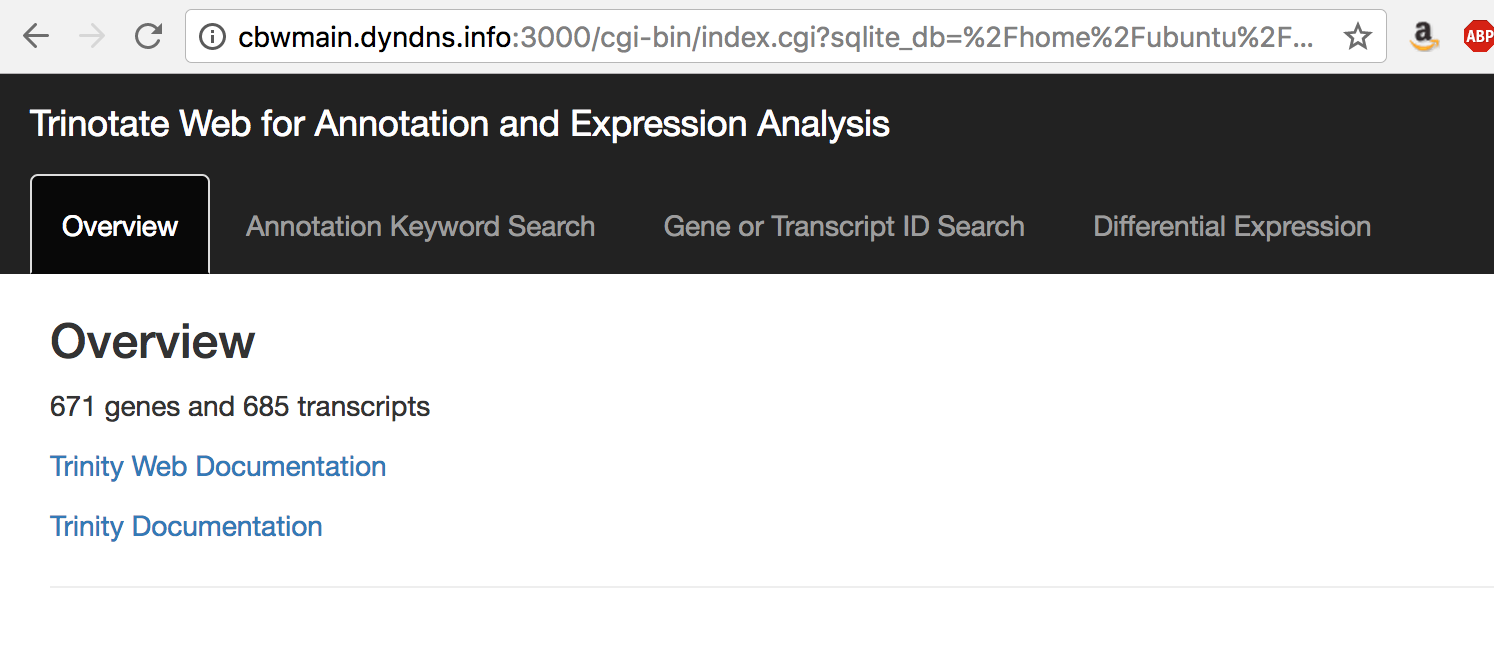 cbwmain.dyndns.info:3000/cgi-bin/index.cgi?sqlite_db=%2Fhome%2Fubuntu%2F...
a
ABP
Trinotate Web for Annotation and Expression Analysis
Overview Annotation Keyword Search Gene or Transcript ID Search Differential Expression
Overview
671 genes and 685 transcripts
Trinity Web Documentation
Trinity Documentation